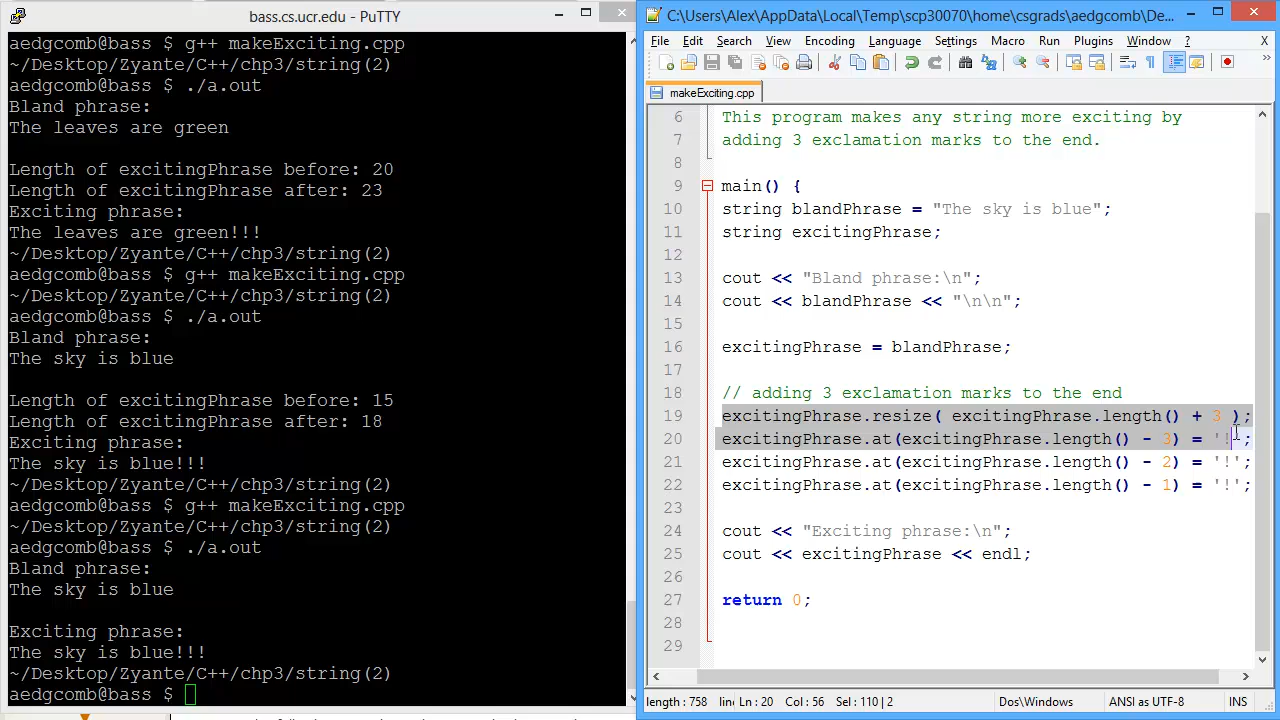 bass.cs.ucr.edu - PuTTY
aedgcomb@bass $ g++ makeExciting.cpp
~/Desktop/Zyante/C++/chp3/string(2)
aedgcomb@bass $ ./a.out
Bland phrase:
The leaves are green
Length of excitingPhrase before: 20
Length of excitingPhrase after: 23
Exciting phrase:
The leaves are green!!!
~/Desktop/Zyante/C++/chp3/string(2)
aedgcomb@bass $ g++ makeExciting.cpp
~/Desktop/Zyante/C++/chp3/string(2)
aedgcomb@bass $ ./a.out
Bland phrase:
The sky is blue
Length of excitingPhrase before: 15
Length of excitingPhrase after: 18
Exciting phrase:
The sky is blue!!!
~/Desktop/Zyante/C++/chp3/string(2)
aedgcomb@bass $ g++ makeExciting.cpp
~/Desktop/Zyante/C++/chp3/string(2)
aedgcomb@bass $ ./a.out
Bland phrase:
The sky is blue
Exciting phrase:
The sky is blue!!!
~/Desktop/Zyante/C++/chp3/string(2)
aedgcomb@bass $
C:\Users\Alex\AppData\Local\Temp\scp30070\home\csgrads\aedgcomb\De...
File Edit Search View Encoding Language Settings Macro Run Plugins Window ? X
makeExciting.cpp
6 This program makes any string more exciting by
7 adding 3 exclamation marks to the end.
8
9 main() {
10 string blandPhrase = "The sky is blue";
11 string excitingPhrase;
12
13 cout << "Bland phrase:\n";
14 cout << blandPhrase << "\n\n";
15
16 excitingPhrase = blandPhrase;
17
18 // adding 3 exclamation marks to the end
19 excitingPhrase.resize( excitingPhrase.length() + 3 );
20 excitingPhrase.at(excitingPhrase.length() - 3) = '!';
21 excitingPhrase.at(excitingPhrase.length() - 2) = '!';
22 excitingPhrase.at(excitingPhrase.length() - 1) = '!';
23
24 cout << "Exciting phrase:\n";
25 cout << excitingPhrase << endl;
26
27 return 0;
28
29
length : 758 line Ln : 20 Col : 56 Sel : 110 | 2 Dos\Windows ANSI as UTF-8 INS